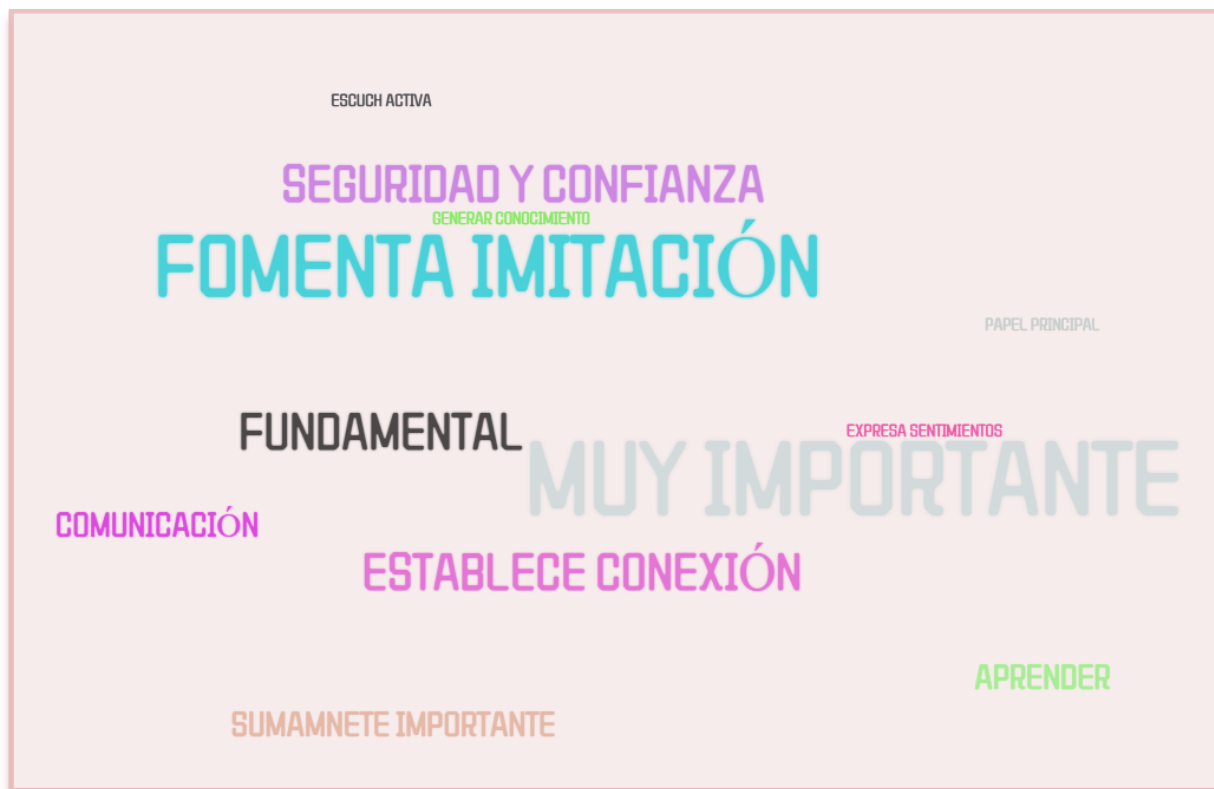 ESCUCH ACTIVA
SEGURIDAD Y CONFIANZA
GENERAR CONOCIMIENTO
FOMENTA IMITACIÓN
PAPEL PRINCIPAL
FUNDAMENTAL
EXPRESA SENTIMIENTOS
MUY IMPORTANTE
COMUNICACIÓN
ESTABLECE CONEXIÓN
APRENDER
SUMAMNETE IMPORTANTE